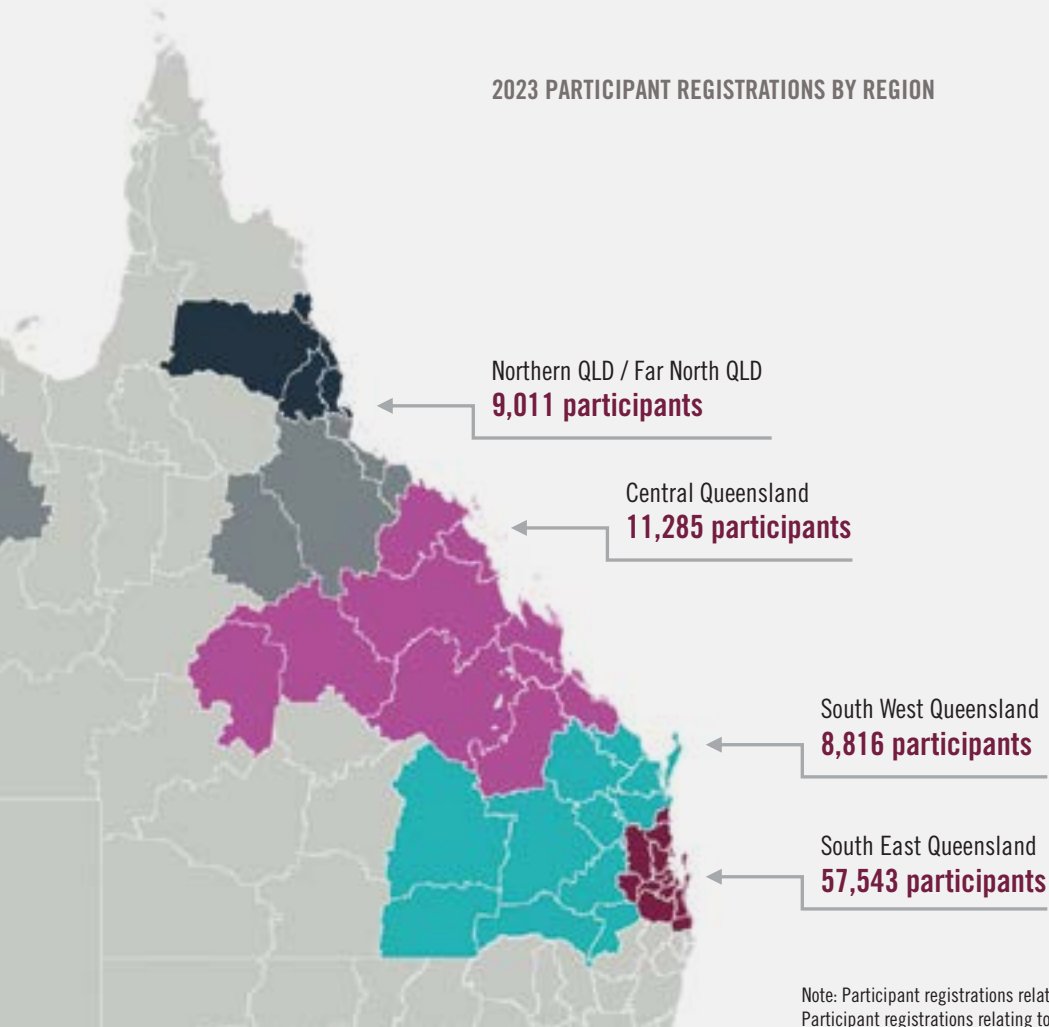 2023 PARTICIPANT REGISTRATIONS BY REGION
Northern QLD / Far North QLD
9,011 participants
Central Queensland
11,285 participants
South West Queensland
8,816 participants
South East Queensland
57,543 participants
Note: Participant registrations
Participant registrations relating to